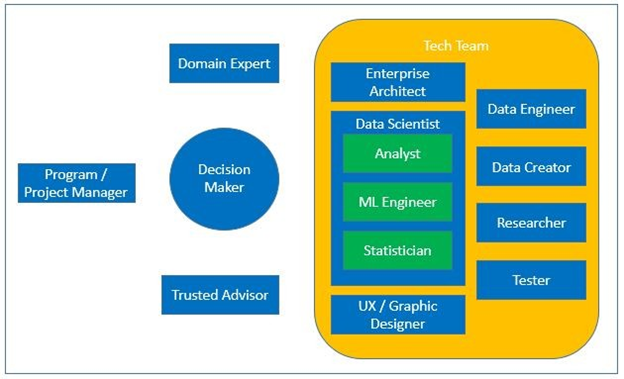 Tech Team
Domain Expert
Enterprise
Architect
Data Engineer
Data Scientist
Analyst
Decision
Maker
Data Creator
Program /
Project Manager
ML Engineer
Researcher
Statistician
Trusted Advisor
Tester
UX / Graphic
Designer